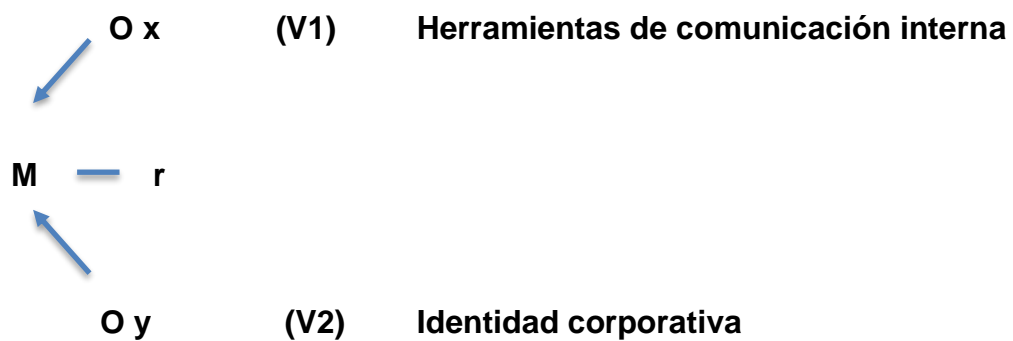 O x (V1) Herramientas de comunicación interna
M r
O y (V2) Identidad corporativa